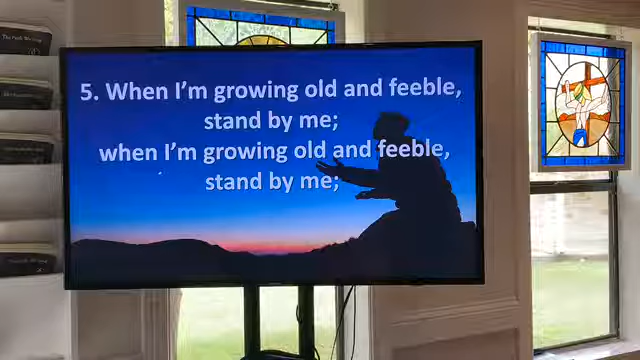 5. When I'm growing old and feeble,
stand by me;
when I'm growing old and feeble,
stand by me;